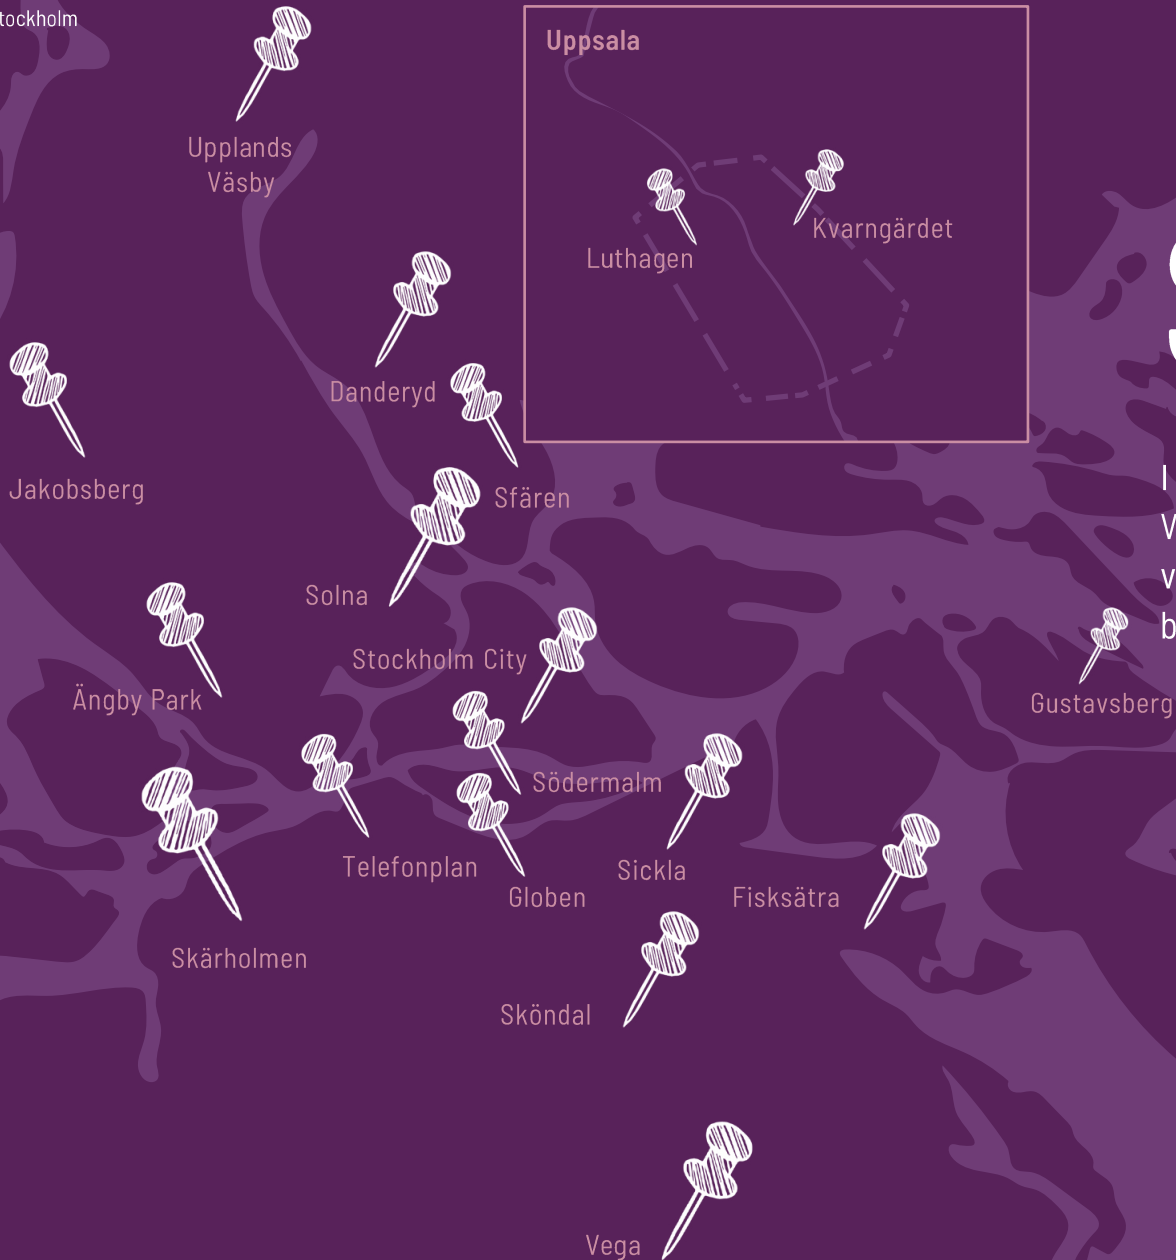 tockholm
Uppsala
Upplands
Väsby
Kvarngärdet
Luthagen
Danderyd
Jakobsberg
Sfären
I
V
v
b
Solna
Stockholm City
Ängby Park
Gustavsberg
Södermalm
Telefonplan
Sickla
Globen
Fisksätra
Skärholmen
Sköndal
Vega